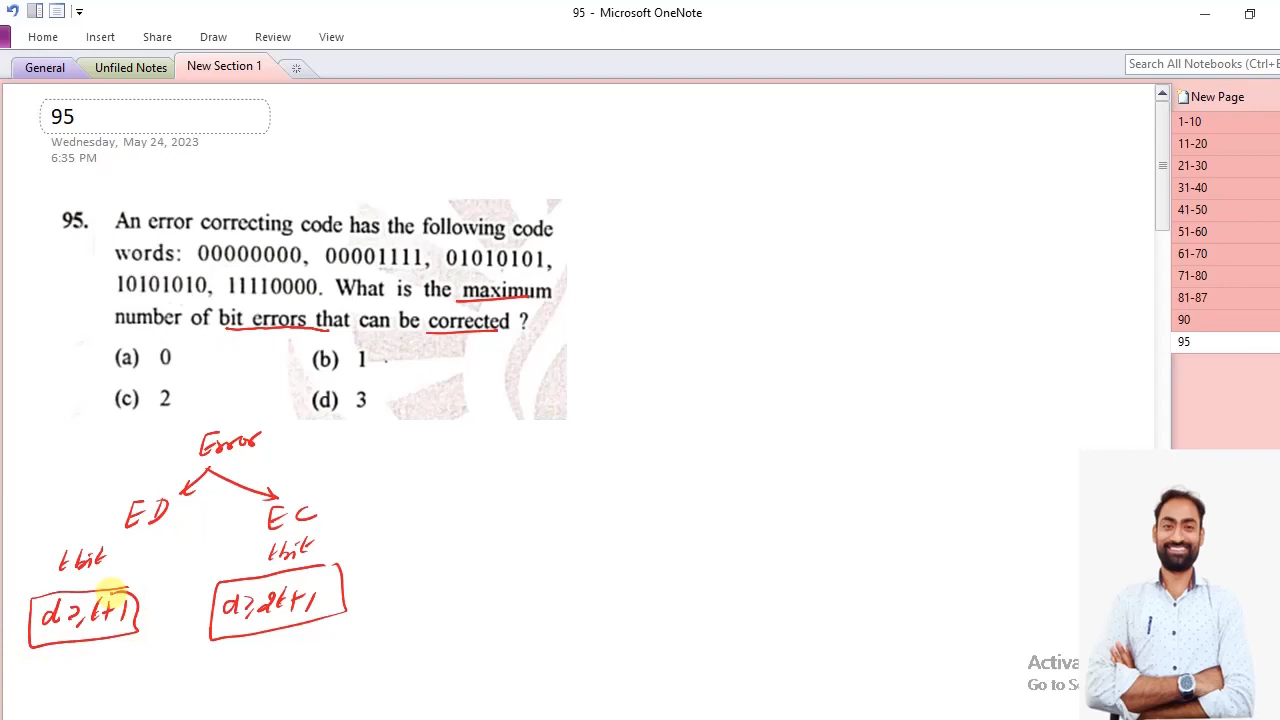 95 - Microsoft OneNote
Home Insert Share Draw Review View
General Unfiled Notes New Section 1
Search All Notebooks (Ctrl+E
95
Wednesday, May 24, 2023
6:35 PM
New Page
1-10
11-20
21-30
31-40
41-50
51-60
61-70
71-80
81-87
90
95
95. An error correcting code has the following code
words: 00000000, 00001111, 01010101,
10101010, 11110000. What is the maximum
number of bit errors that can be corrected ?
(a) 0 (b) 1
(c) 2 (d) 3
Error
ED EC
t bit t bit
d ≥ t+1 d ≥ 2t+1
Activa
Go to Se